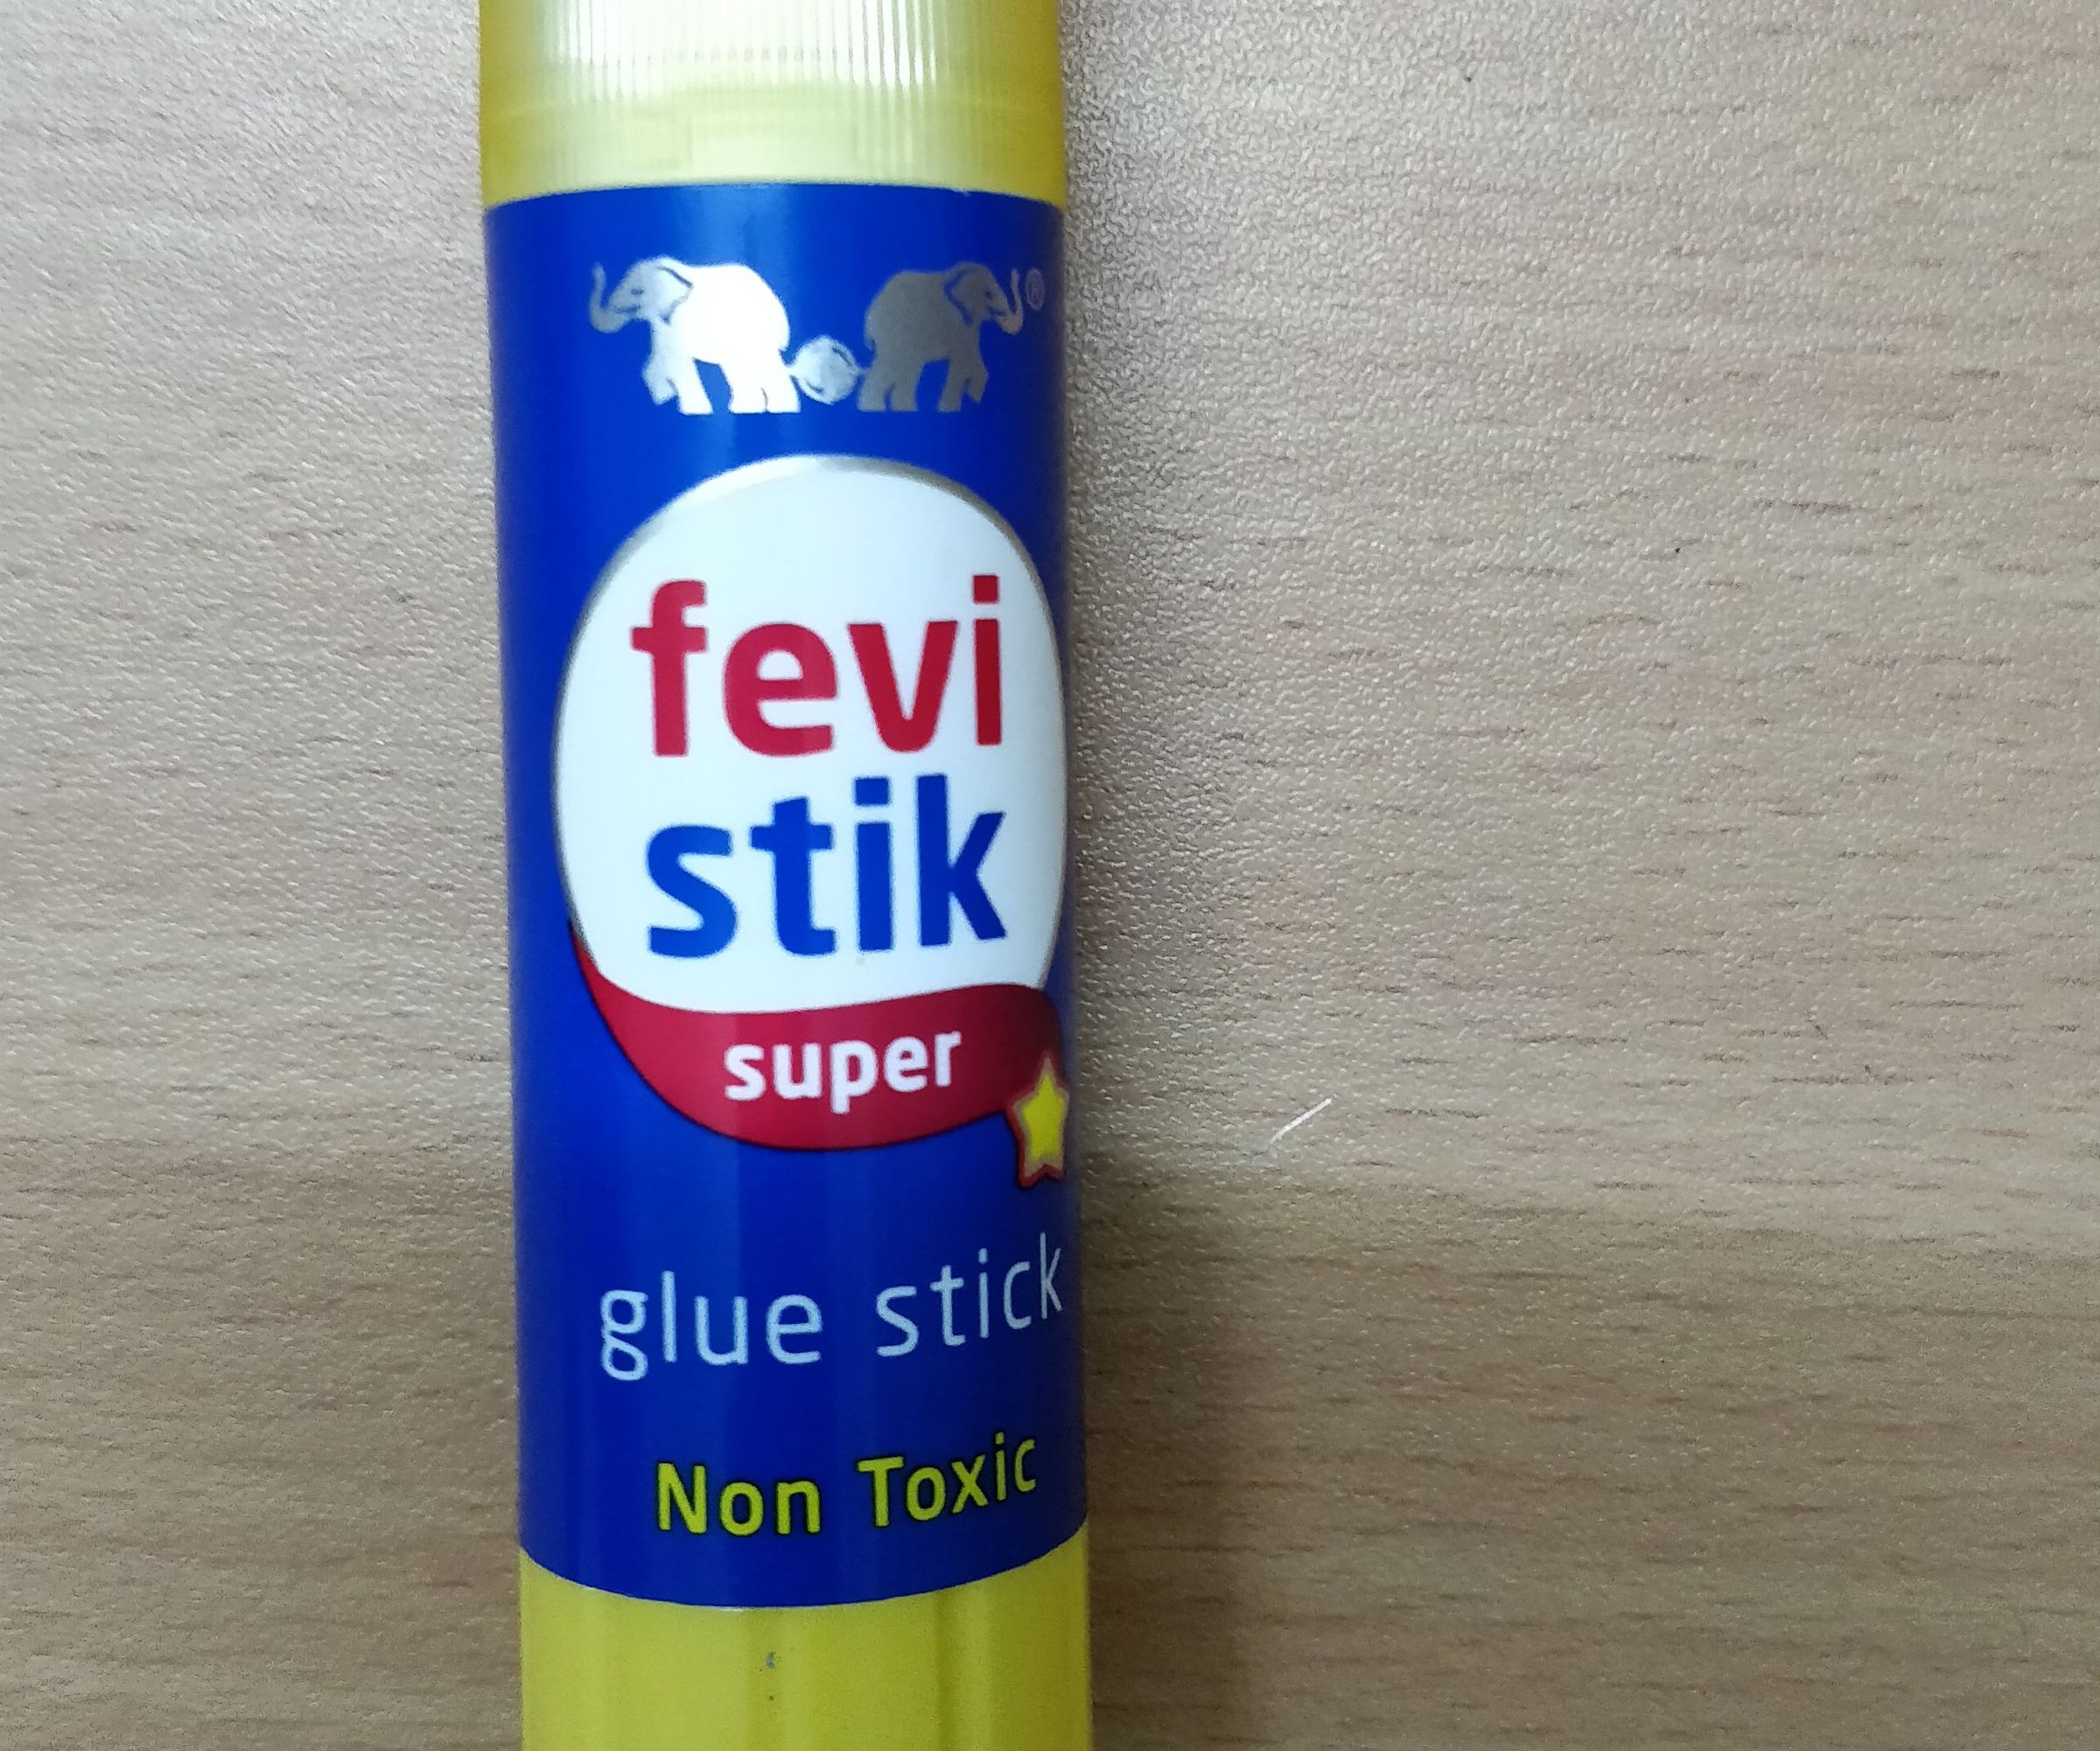 ®
fevi
stik
super
glue stick
Non Toxic